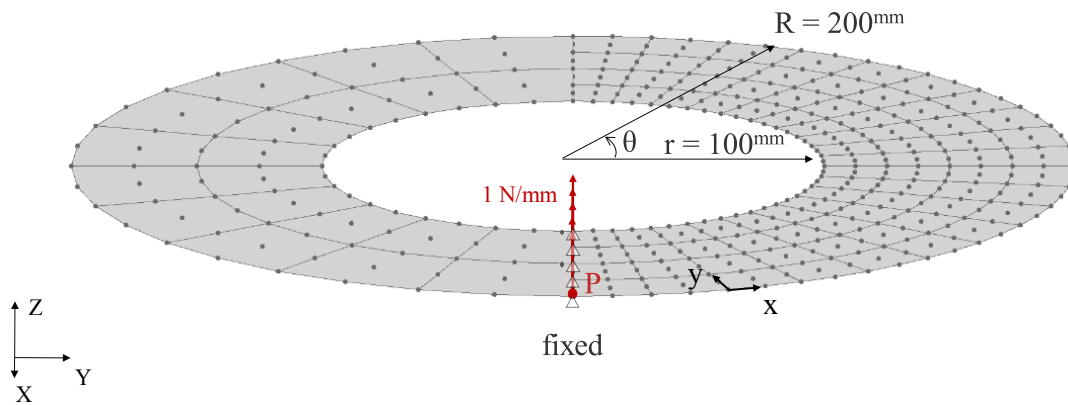 R = 200mm
θ
r = 100mm
1 N/mm
P
y
x
Z
fixed
Y
X